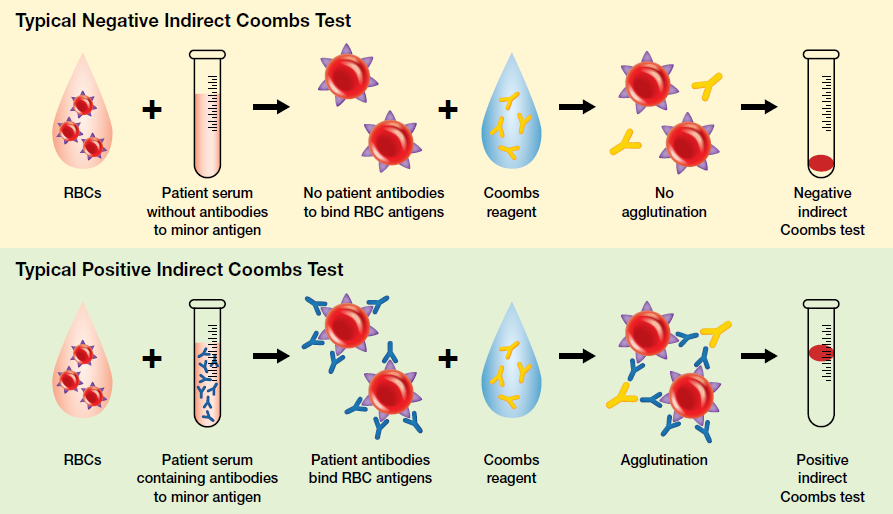 Typical Negative Indirect Coombs Test
+
+
RBCs
Patient serum
without antibodies
to minor antigen
No patient antibodies
to bind RBC antigens
Coombs
reagent
No
agglutination
Negative
indirect
Coombs test
Typical Positive Indirect Coombs Test
+
+
RBCs
Patient serum
containing antibodies
to minor antigen
Patient antibodies
bind RBC antigens
Coombs
reagent
Agglutination
Positive
indirect
Coombs test